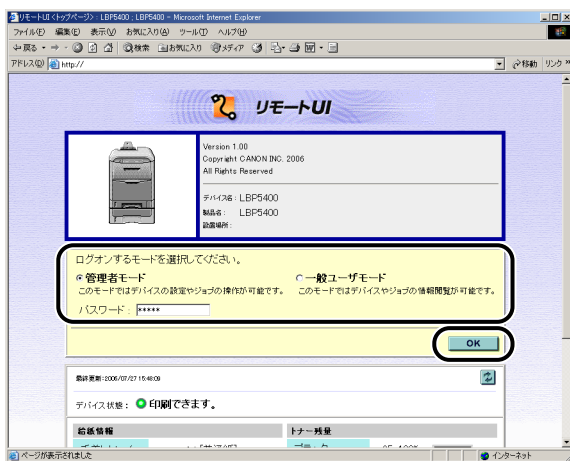 リモートUI <トップページ> : LBP5400 ; LBP5400 - Microsoft Internet Explorer
ファイル(F) 編集(E) 表示(V) お気に入り(A) ツール(T) ヘルプ(H)
戻る 検索 お気に入り メディア
アドレス(D) http:// 移動 リンク »
リモートUI
Version 1.00
Copyright CANON INC. 2006
All Rights Reserved
デバイス名 : LBP5400
製品名 : LBP5400
設置場所 :
ログオンするモードを選択してください。
管理者モード 一般ユーザモード
このモードではデバイスの設定やジョブの操作が可能です。 このモードではデバイスやジョブの情報閲覧が可能です。
パスワード : *****
OK
最終更新 : 2006/07/27 15:48:09
デバイス状態 : 印刷できます。
給紙情報 トナー残量
ページが表示されました インターネット